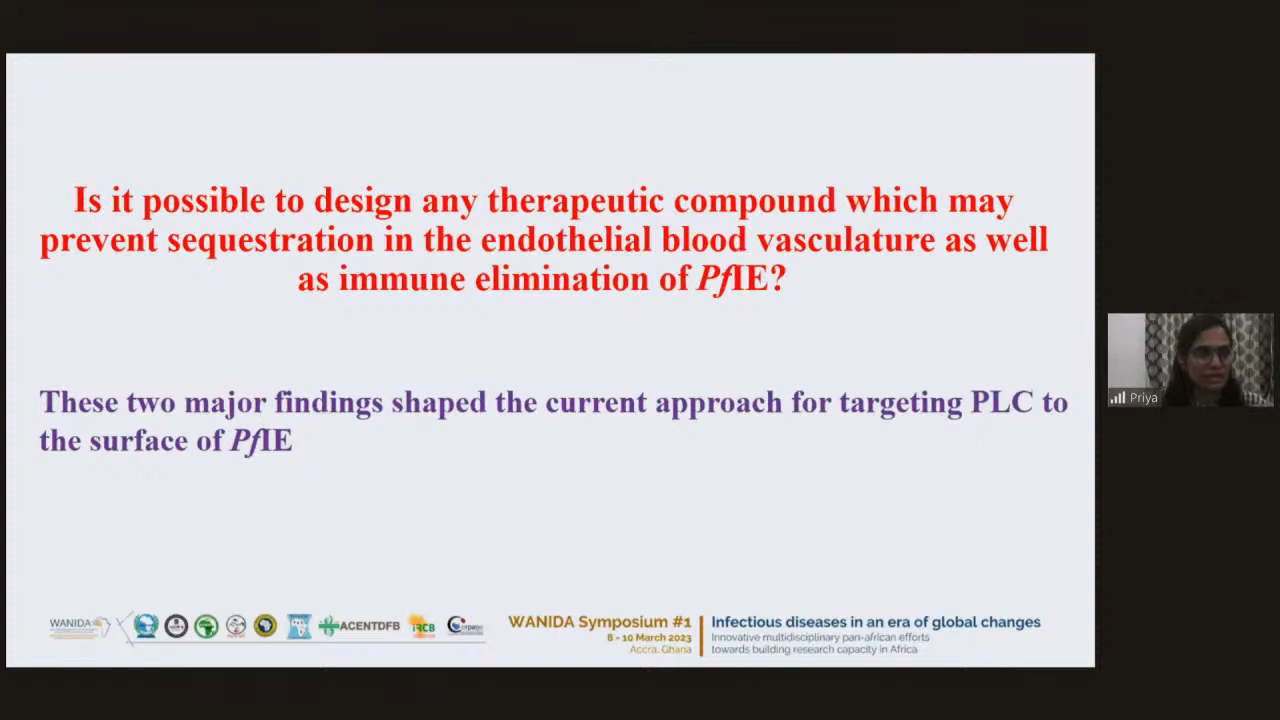 Is it possible to design any therapeutic compound which may
prevent sequestration in the endothelial blood vasculature as well
as immune elimination of PfIE?
These two major findings shaped the current approach for targeting PLC to
the surface of PfIE
Priya
WANIDA
ACENTDFB
WANIDA Symposium #1
8 - 10 March 2023
Accra, Ghana
Infectious diseases in an era of global changes
Innovative multidisciplinary pan-african efforts
towards building research capacity in Africa